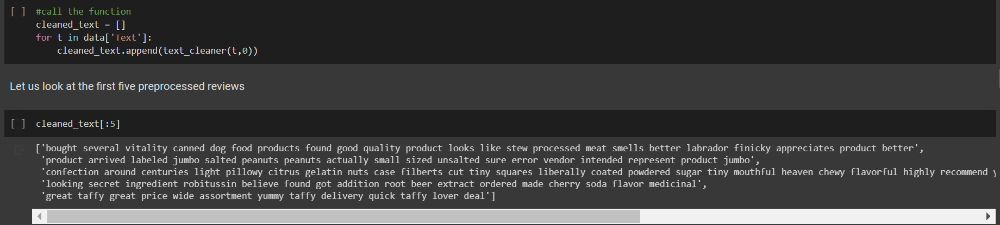 [ ] #call the function
cleaned_text = []
for t in data['Text']:
    cleaned_text.append(text_cleaner(t,0))
Let us look at the first five preprocessed reviews
[ ] cleaned_text[:5]
['bought several vitality canned dog food products found good quality product looks like stew processed meat smells better labrador finicky appreciates product better',
 'product arrived labeled jumbo salted peanuts peanuts actually small sized unsalted sure error vendor intended represent product jumbo',
 'confection around centuries light pillowy citrus gelatin nuts case filberts cut tiny squares liberally coated powdered sugar tiny mouthful heaven chewy flavorful highly recommend
 'looking secret ingredient robitussin believe found got addition root beer extract ordered made cherry soda flavor medicinal',
 'great taffy great price wide assortment yummy taffy delivery quick taffy lover deal']